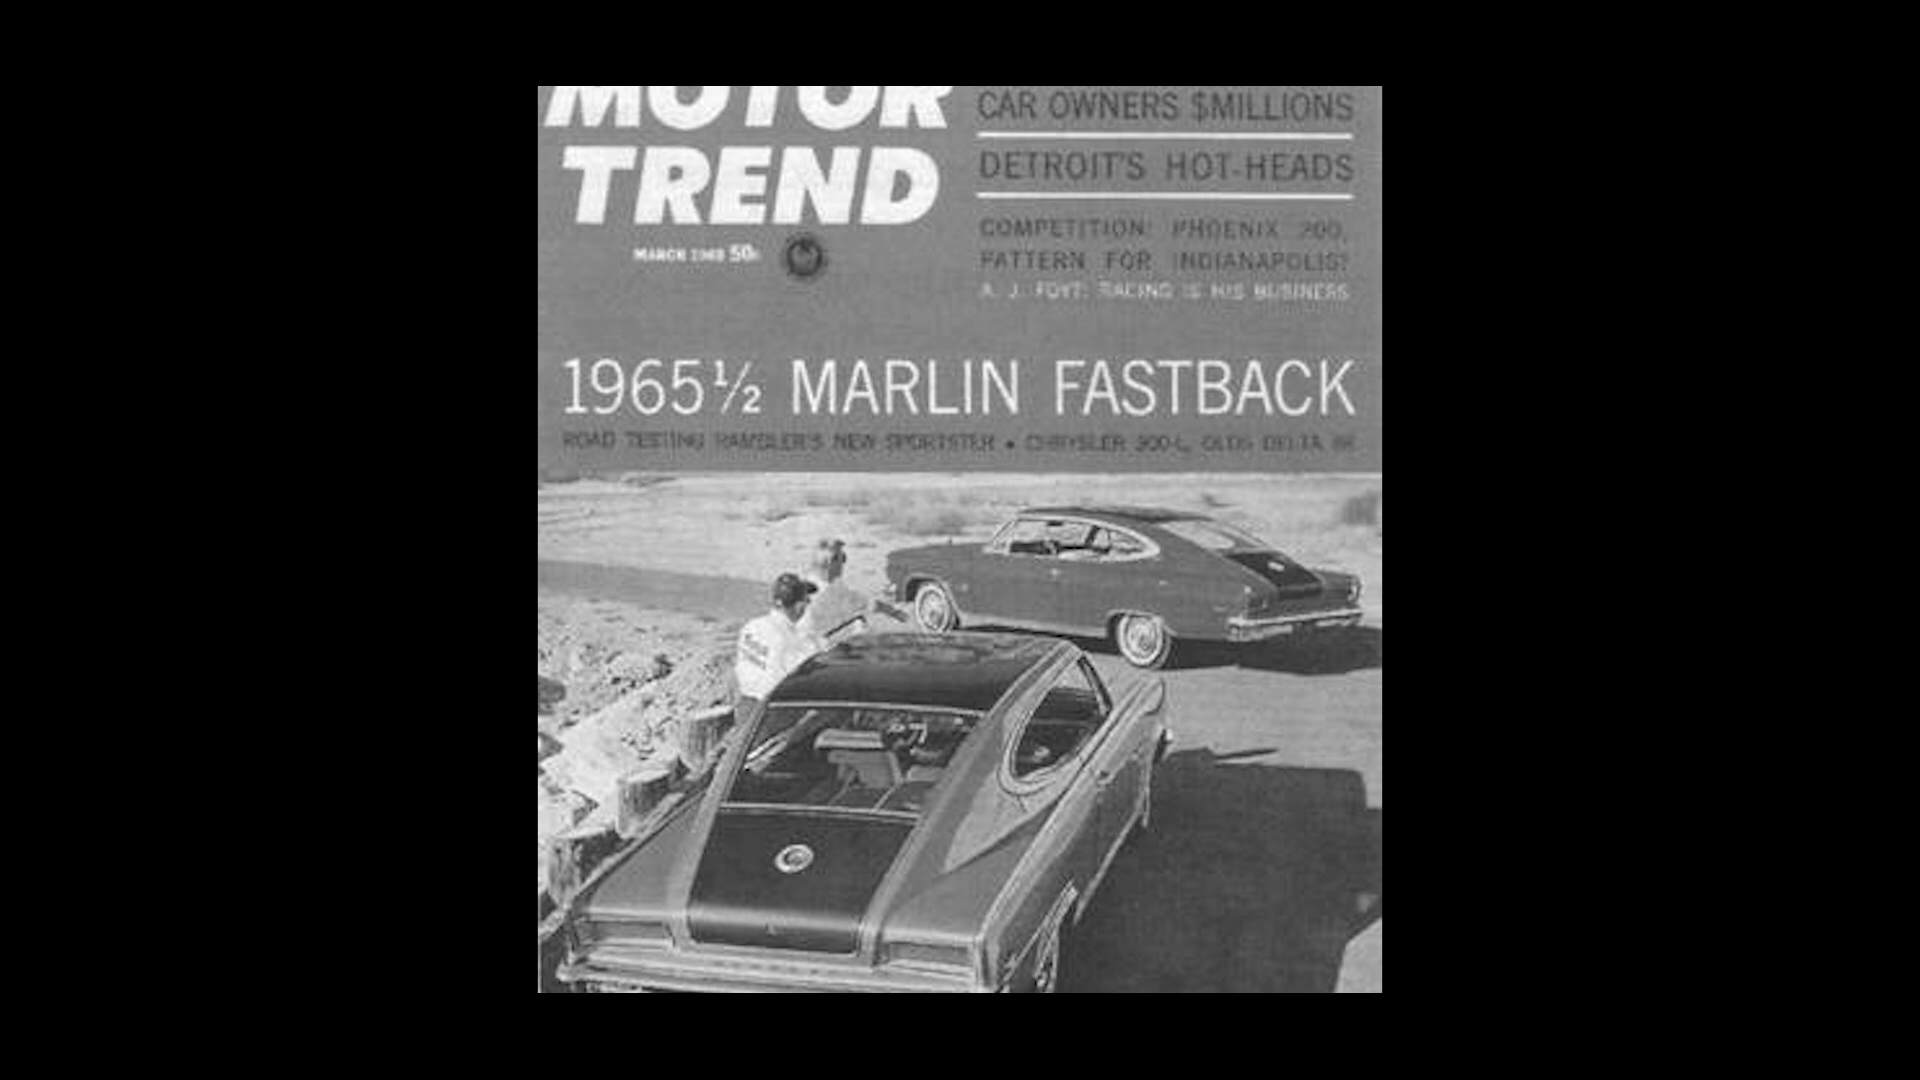 MOTOR
TREND
MARCH 1965 50¢
CAR OWNERS $MILLIONS
DETROIT'S HOT-HEADS
COMPETITION: PHOENIX 200,
PATTERN FOR INDIANAPOLIS?
A. J. FOYT: RACING IS HIS BUSINESS
1965½ MARLIN FASTBACK
ROAD TESTING RAMBLER'S NEW SPORTSTER • CHRYSLER 300-L, OLDS DELTA 88